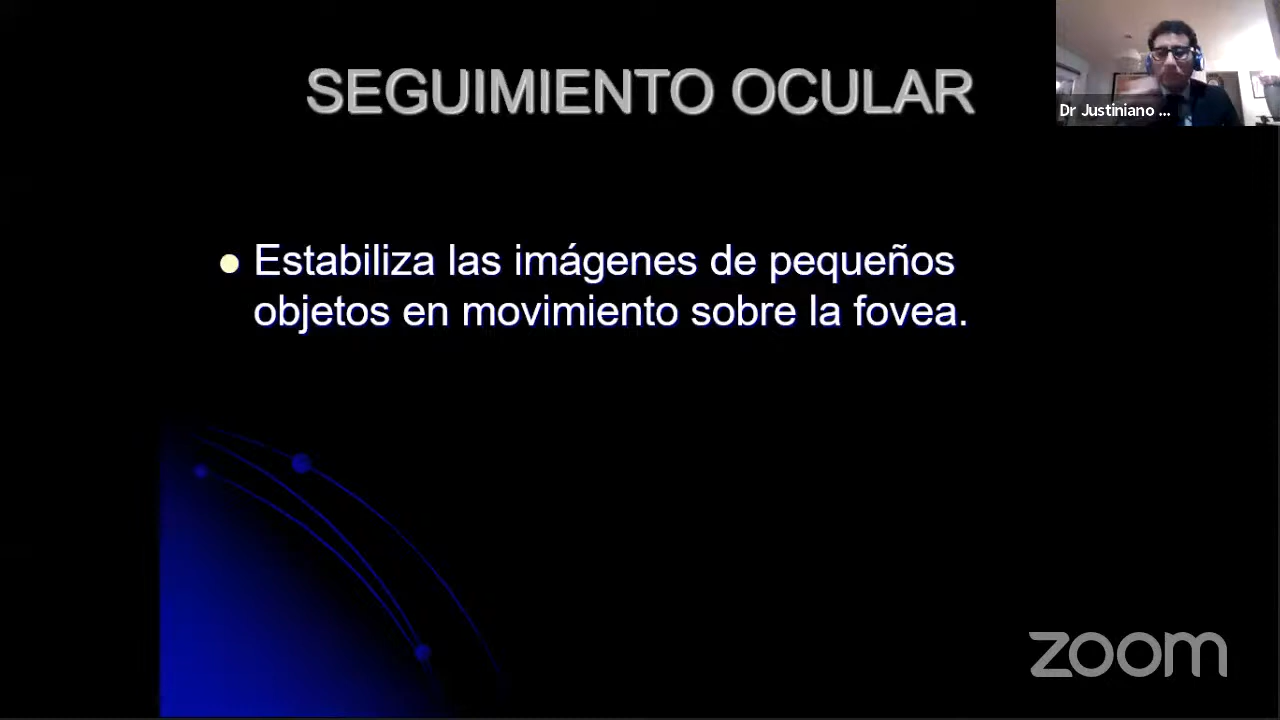 SEGUIMIENTO OCULAR
Dr Justiniano ...
Estabiliza las imágenes de pequeños
objetos en movimiento sobre la fovea.
zoom